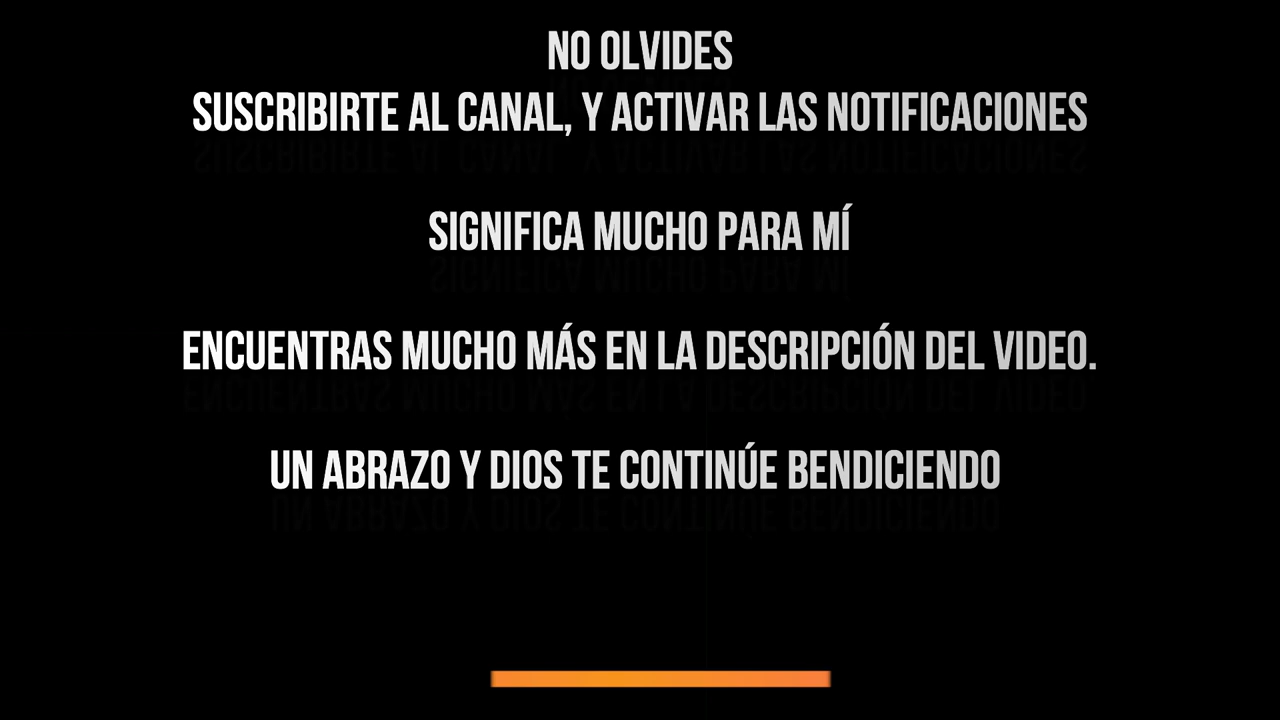 NO OLVIDES
SUSCRIBIRTE AL CANAL, Y ACTIVAR LAS NOTIFICACIONES
SIGNIFICA MUCHO PARA MÍ
ENCUENTRAS MUCHO MÁS EN LA DESCRIPCIÓN DEL VIDEO.
UN ABRAZO Y DIOS TE CONTINÚE BENDICIENDO